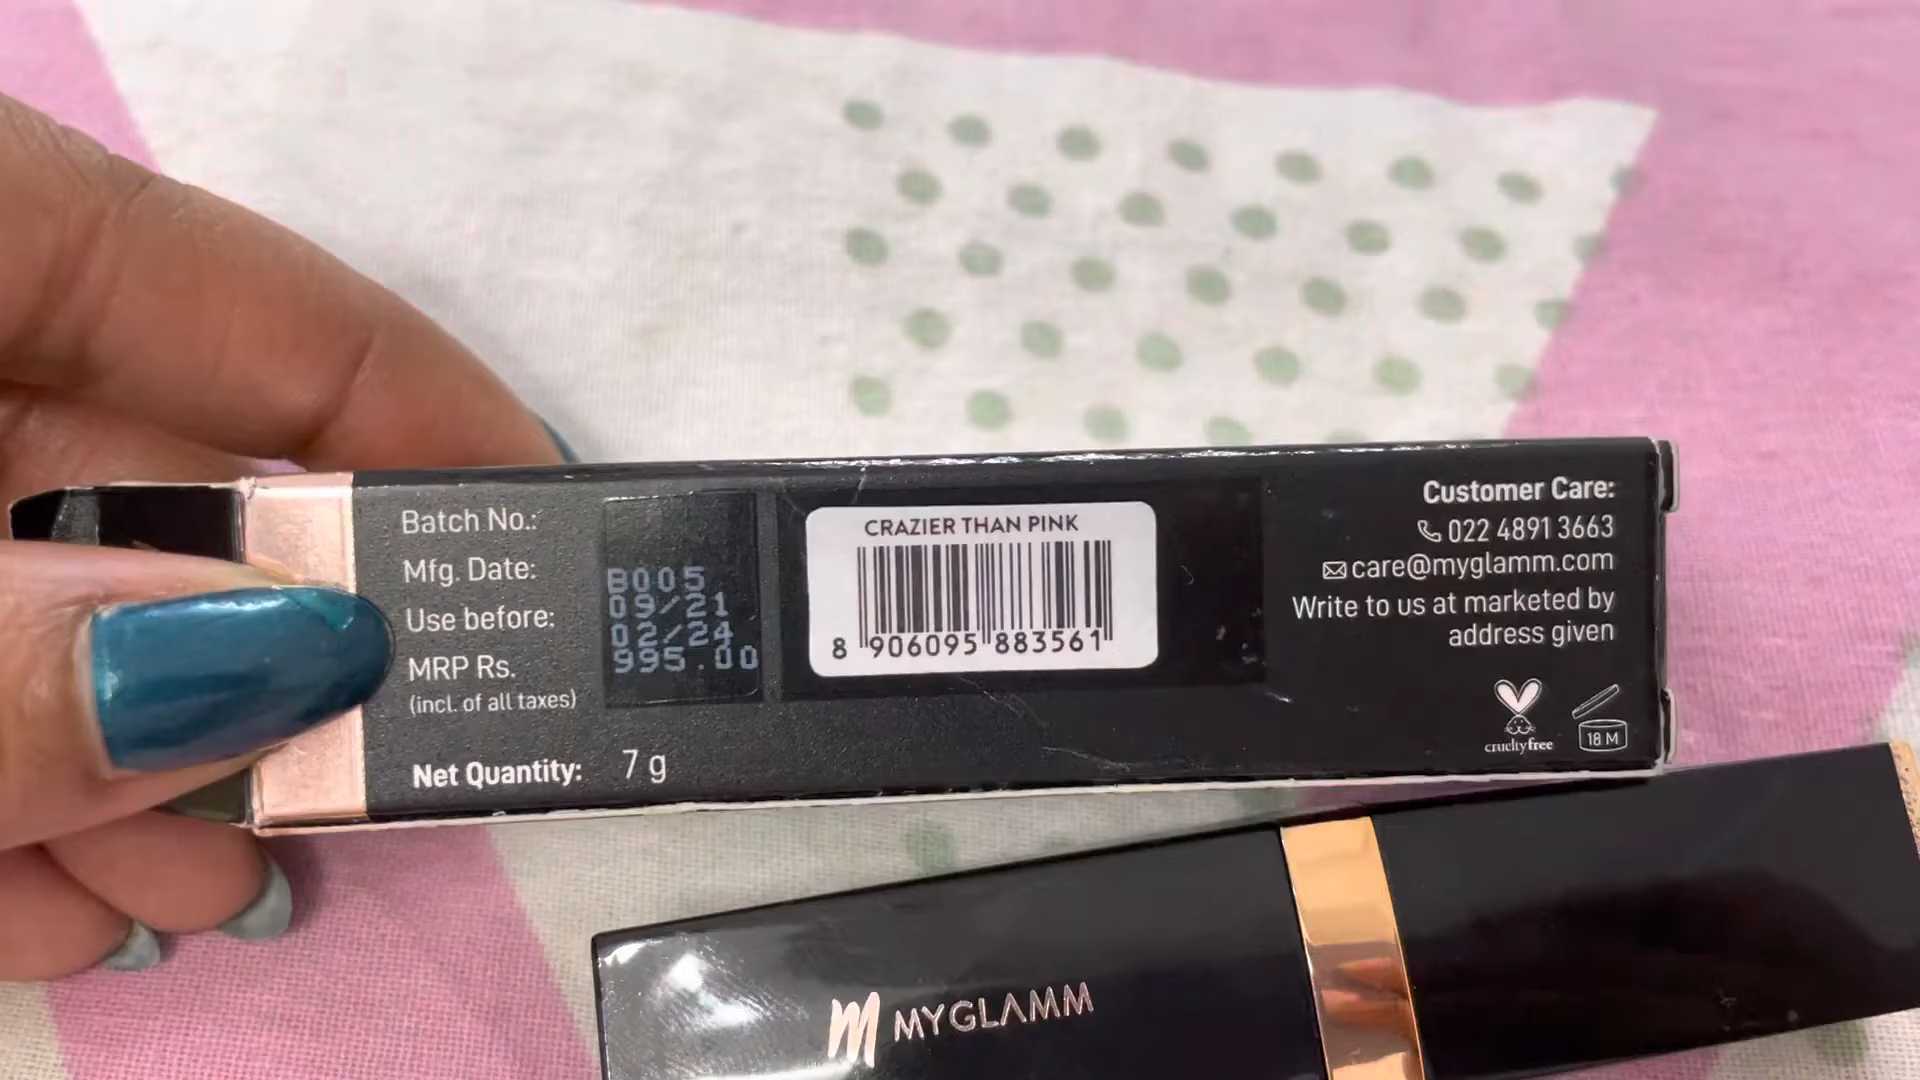 Batch No.:
Mfg. Date:
Use before:
MRP Rs.
(incl. of all taxes)
Net Quantity: 7 g
B005
09/21
02/24
995.00
CRAZIER THAN PINK
8 906095 883561
Customer Care:
022 4891 3663
care@myglamm.com
Write to us at marketed by
address given
crueltyfree
18 M
MYGLAMM